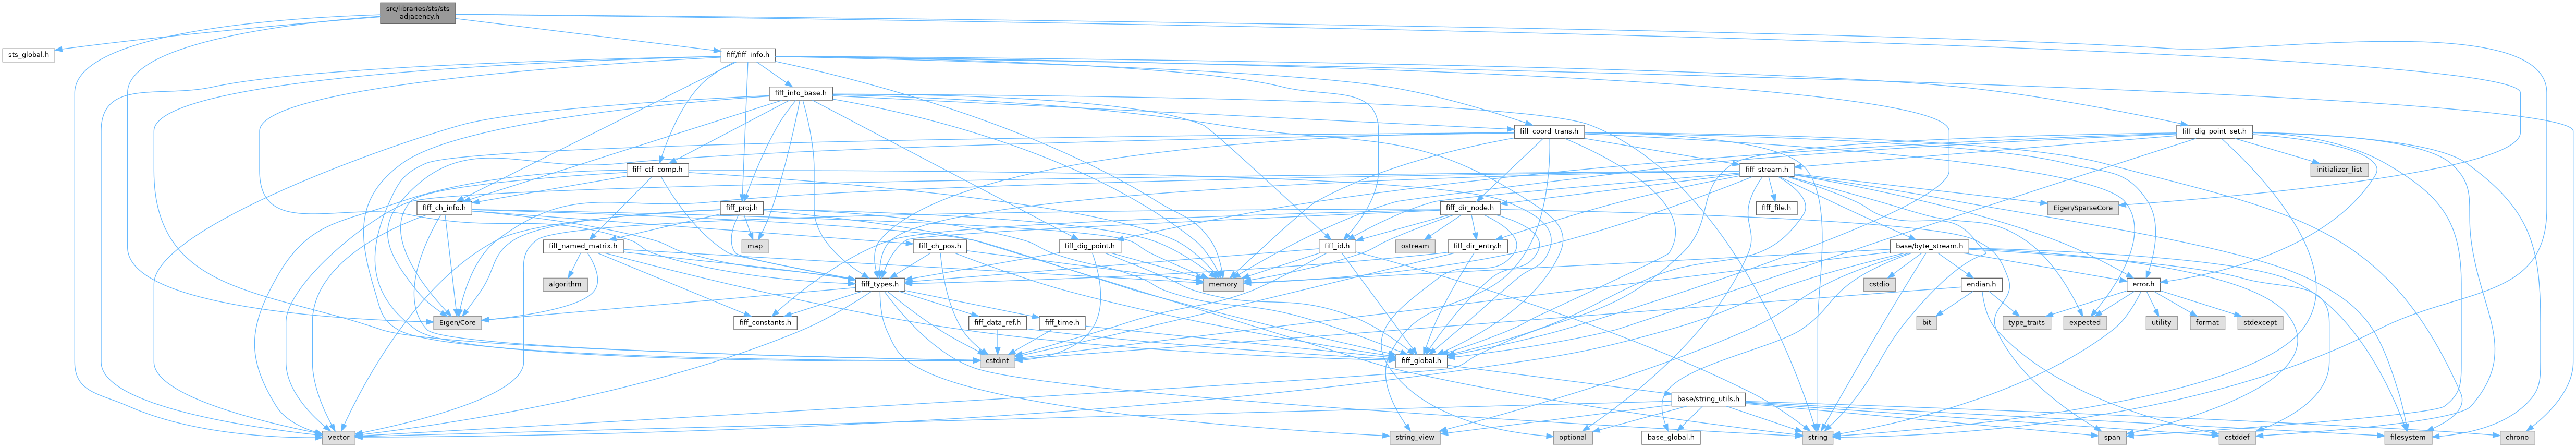 src/libraries/sts/sts
_adjacency.h
sts_global.h
fiff/fiff_info.h
fiff_info_base.h
fiff_coord_trans.h
fiff_dig_point_set.h
fiff_ctf_comp.h
fiff_stream.h
initializer_list
fiff_ch_info.h
fiff_proj.h
fiff_dir_node.h
fiff_file.h
Eigen/SparseCore
fiff_named_matrix.h
map
fiff_ch_pos.h
fiff_dig_point.h
ostream
fiff_id.h
fiff_dir_entry.h
base/byte_stream.h
algorithm
fiff_types.h
memory
cstdio
endian.h
error.h
Eigen/Core
fiff_constants.h
fiff_data_ref.h
fiff_time.h
bit
type_traits
expected
utility
format
stdexcept
cstdint
fiff_global.h
base/string_utils.h
vector
string_view
optional
base_global.h
string
span
cstddef
filesystem
chrono